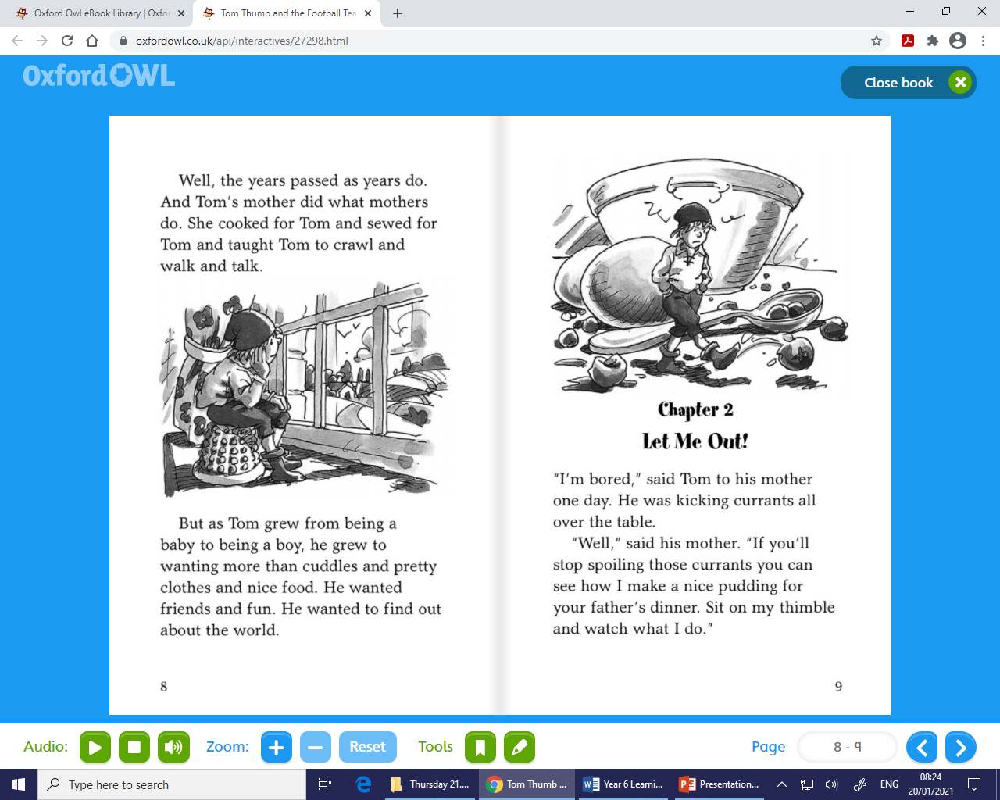 Oxford Owl eBook Library | Oxfo
Tom Thumb and the Football Tea
oxfordowl.co.uk/api/interactives/27298.html
Oxford OWL
Close book
Well, the years passed as years do.
And Tom's mother did what mothers
do. She cooked for Tom and sewed for
Tom and taught Tom to crawl and
walk and talk.
But as Tom grew from being a
baby to being a boy, he grew to
wanting more than cuddles and pretty
clothes and nice food. He wanted
friends and fun. He wanted to find out
about the world.
8
Chapter 2
Let Me Out!
"I'm bored," said Tom to his mother
one day. He was kicking currants all
over the table.
"Well," said his mother. "If you'll
stop spoiling those currants you can
see how I make a nice pudding for
your father's dinner. Sit on my thimble
and watch what I do."
9
Audio:
Zoom:
Reset
Tools
Page
8 - 9
Type here to search
Thursday 21....
Tom Thumb ...
Year 6 Learni...
Presentation...
ENG
08:24
20/01/2021